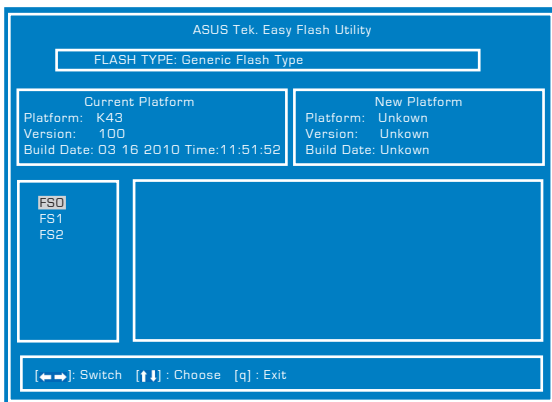 ASUS Tek. Easy Flash Utility
FLASH TYPE: Generic Flash Type
Current Platform
Platform: K43
Version: 100
Build Date: 03 16 2010 Time:11:51:52
New Platform
Platform: Unkown
Version: Unkown
Build Date: Unkown
FS0
FS1
FS2
[←→]: Switch [↑↓] : Choose [q] : Exit